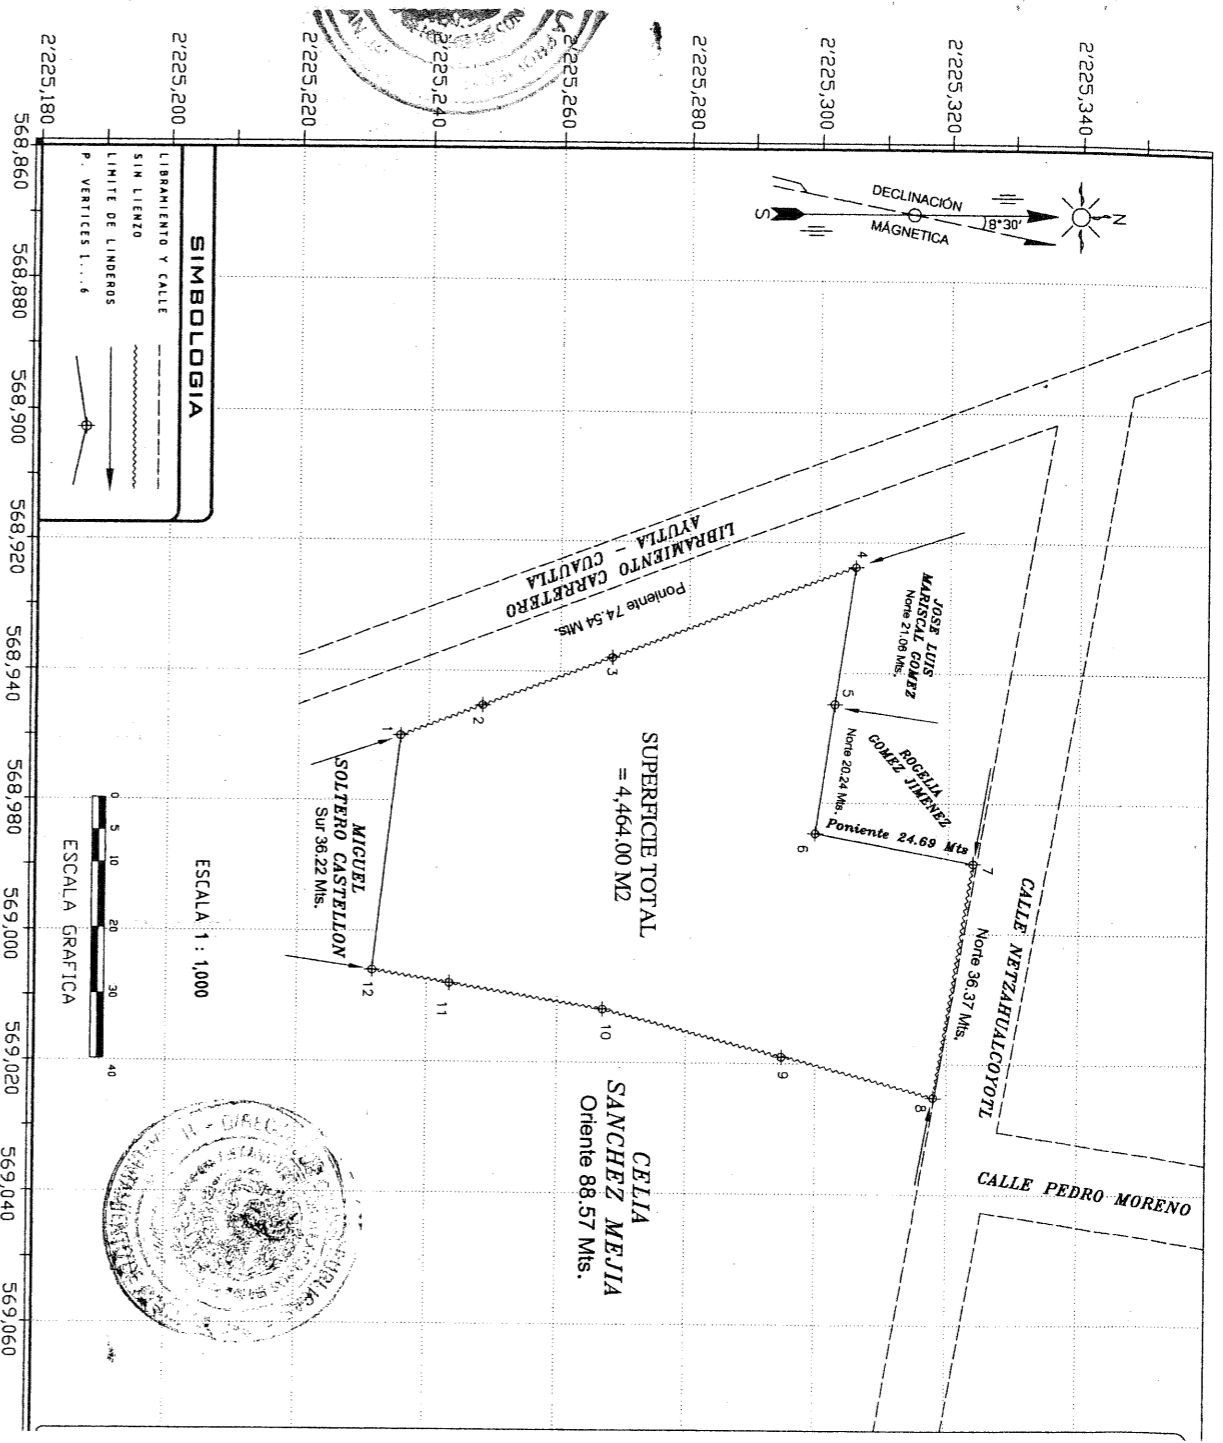 2'225,180
2'225,200
2'225,220
2'225,240
2'225,260
2'225,280
2'225,300
2'225,320
2'225,340
568,860
568,880
568,900
568,920
568,940
568,980
569,000
569,020
569,040
569,060
N
S
DECLINACIÓN
MÁGNETICA
8°30'
SIMBOLOGIA
LIBRAMIENTO Y CALLE
SIN LIENZO
LIMITE DE LINDEROS
P. VERTICES 1...6
LIBRAMIENTO CARRETERO
AYUTLA - CUAUTLA
Poniente 74.54 Mts.
JOSE LUIS
MARISCAL GOMEZ
Norte 21.06 Mts.
ROGELIA
GOMEZ JIMENEZ
Norte 20.24 Mts.
Poniente 24.69 Mts
CALLE NETZAHUALCOYOTL
Norte 36.37 Mts.
CALLE PEDRO MORENO
SUPERFICIE TOTAL
= 4,464.00 M2
MIGUEL
SOLTERO CASTELLON
Sur 36.22 Mts.
CELIA
SANCHEZ MEJIA
Oriente 88.57 Mts.
1
2
3
4
5
6
7
8
9
10
11
12
ESCALA 1 : 1,000
0
5
10
20
30
40
ESCALA GRAFICA